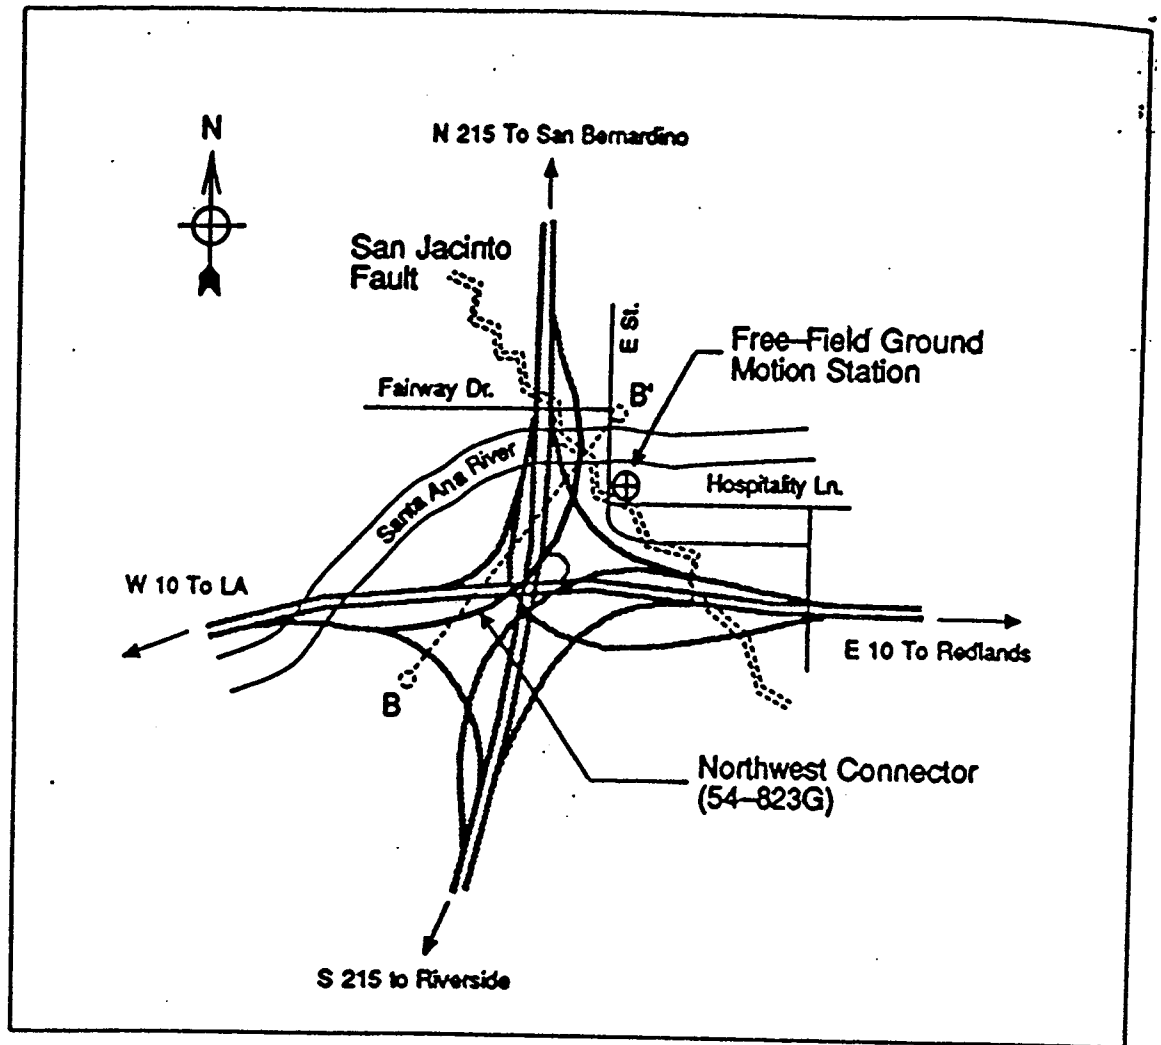 N
N 215 To San Bernardino
San Jacinto
Fault
E St.
Free-Field Ground
Motion Station
Fairway Dr.
B'
Santa Ana River
Hospitality Ln.
W 10 To LA
E 10 To Redlands
B
Northwest Connector
(54-823G)
S 215 to Riverside